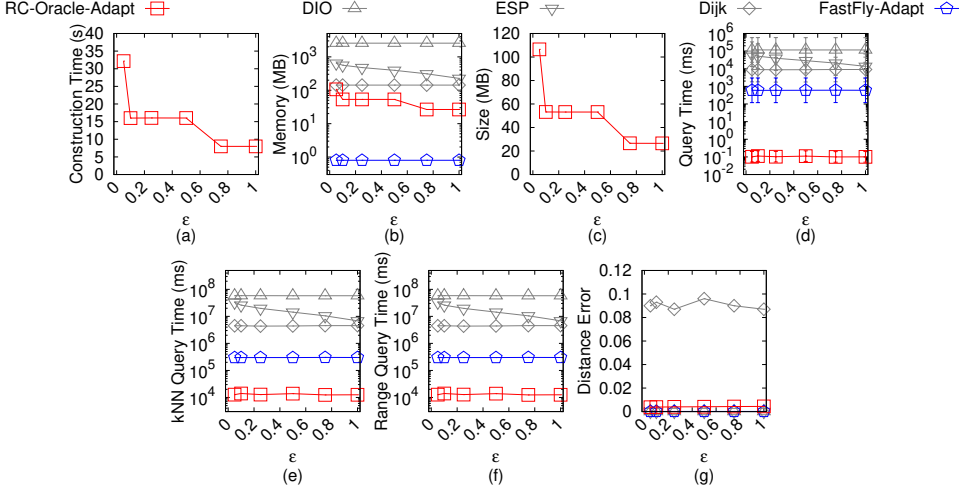 RC-Oracle-Adapt DIO ESP Dijk FastFly-Adapt
Construction Time (s)
40
35
30
25
20
15
10
5
0
0 0.2 0.4 0.6 0.8 1
ε
(a)
Memory (MB)
10^3
10^2
10^1
10^0
0 0.2 0.4 0.6 0.8 1
ε
(b)
Size (MB)
120
100
80
60
40
20
0
0 0.2 0.4 0.6 0.8 1
ε
(c)
Query Time (ms)
10^6
10^5
10^4
10^3
10^2
10^1
10^0
10^-1
10^-2
0 0.2 0.4 0.6 0.8 1
ε
(d)
kNN Query Time (ms)
10^8
10^7
10^6
10^5
10^4
0 0.2 0.4 0.6 0.8 1
ε
(e)
Range Query Time (ms)
10^8
10^7
10^6
10^5
10^4
0 0.2 0.4 0.6 0.8 1
ε
(f)
Distance Error
0.12
0.1
0.08
0.06
0.04
0.02
0
0 0.2 0.4 0.6 0.8 1
ε
(g)